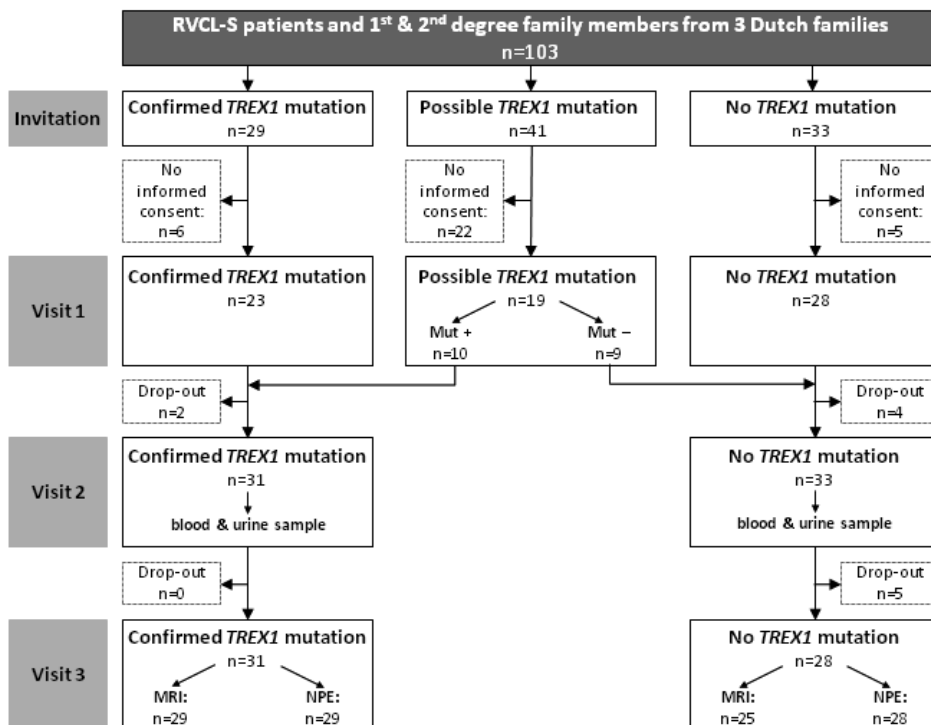 RVCL-S patients and 1st & 2nd degree family members from 3 Dutch families
n=103
Invitation
Confirmed TREX1 mutation
n=29
Possible TREX1 mutation
n=41
No TREX1 mutation
n=33
No
informed
consent:
n=6
No
informed
consent:
n=22
No
informed
consent:
n=5
Visit 1
Confirmed TREX1 mutation
n=23
Possible TREX1 mutation
n=19
Mut +
n=10
Mut –
n=9
No TREX1 mutation
n=28
Drop-out
n=2
Drop-out
n=4
Visit 2
Confirmed TREX1 mutation
n=31
blood & urine sample
No TREX1 mutation
n=33
blood & urine sample
Drop-out
n=0
Drop-out
n=5
Visit 3
Confirmed TREX1 mutation
n=31
MRI:
n=29
NPE:
n=29
No TREX1 mutation
n=28
MRI:
n=25
NPE:
n=28